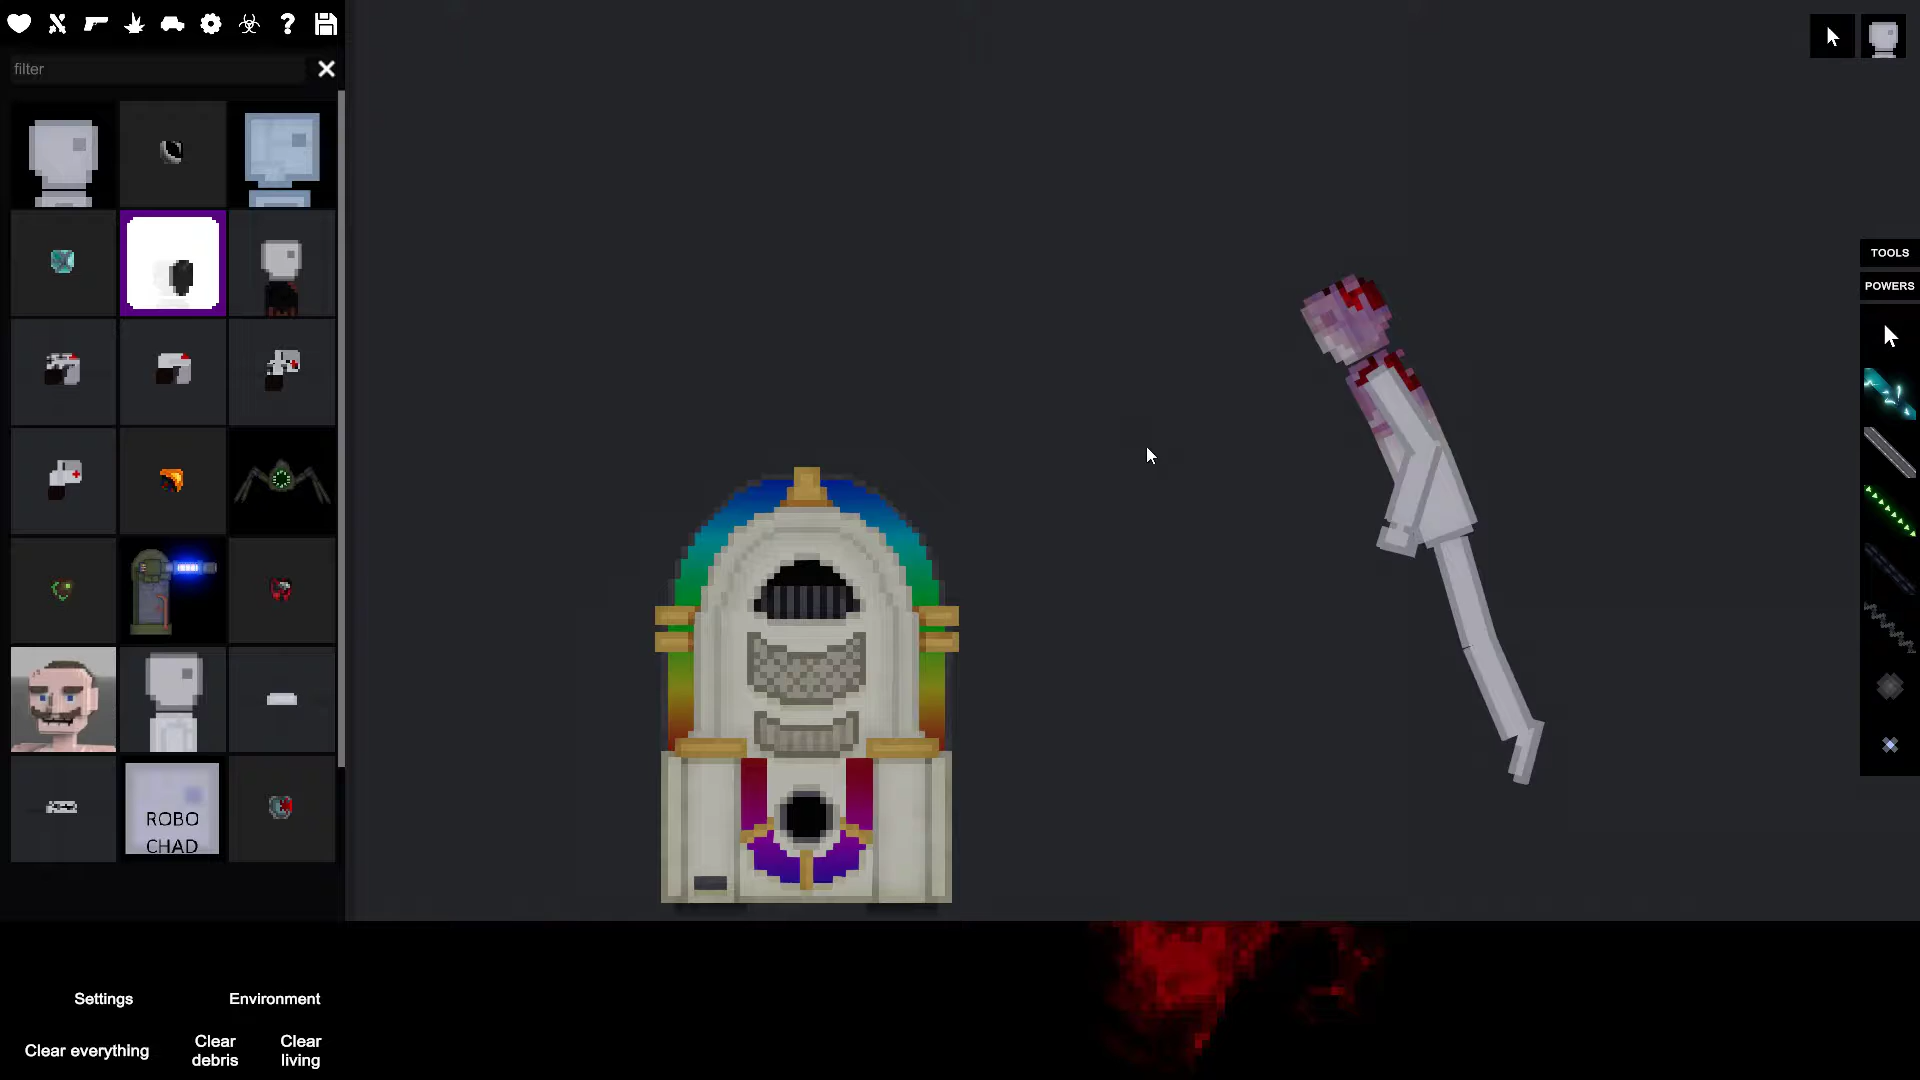 filter
TOOLS
POWERS
ROBO
CHAD
Settings
Environment
Clear everything
Clear
debris
Clear
living